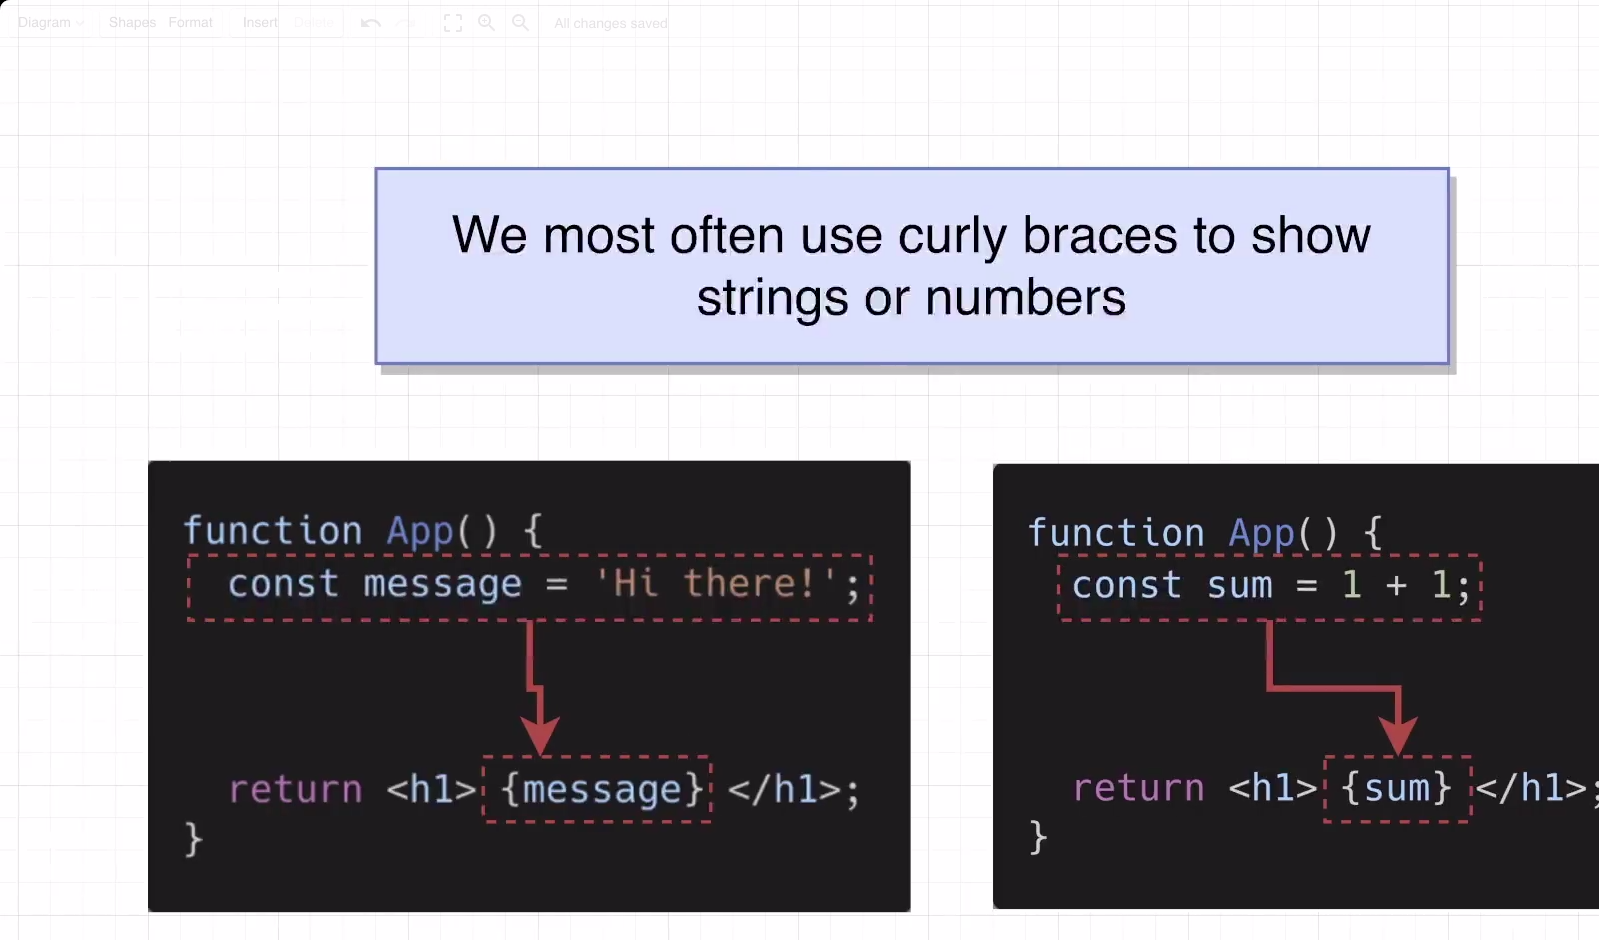 Diagram Shapes Format Insert Delete All changes saved
We most often use curly braces to show
strings or numbers
function App() {
const message = 'Hi there!';
return <h1> {message} </h1>;
}
function App() {
const sum = 1 + 1;
return <h1> {sum} </h1>;
}